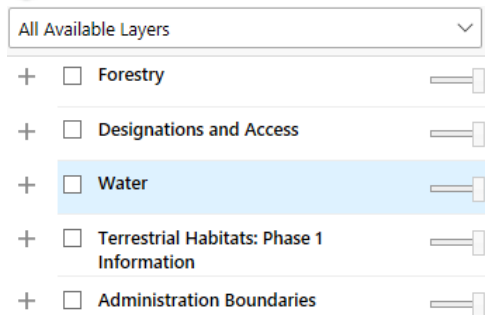 All Available Layers
Forestry
Designations and Access
Water
Terrestrial Habitats: Phase 1
Information
Administration Boundaries